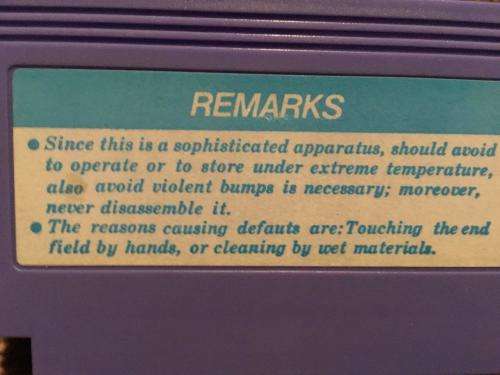 REMARKS
• Since this is a sophisticated apparatus, should avoid
to operate or to store under extreme temperature,
also avoid violent bumps is necessary; moreover,
never disassemble it.
• The reasons causing defauts are: Touching the end
field by hands, or cleaning by wet materials.